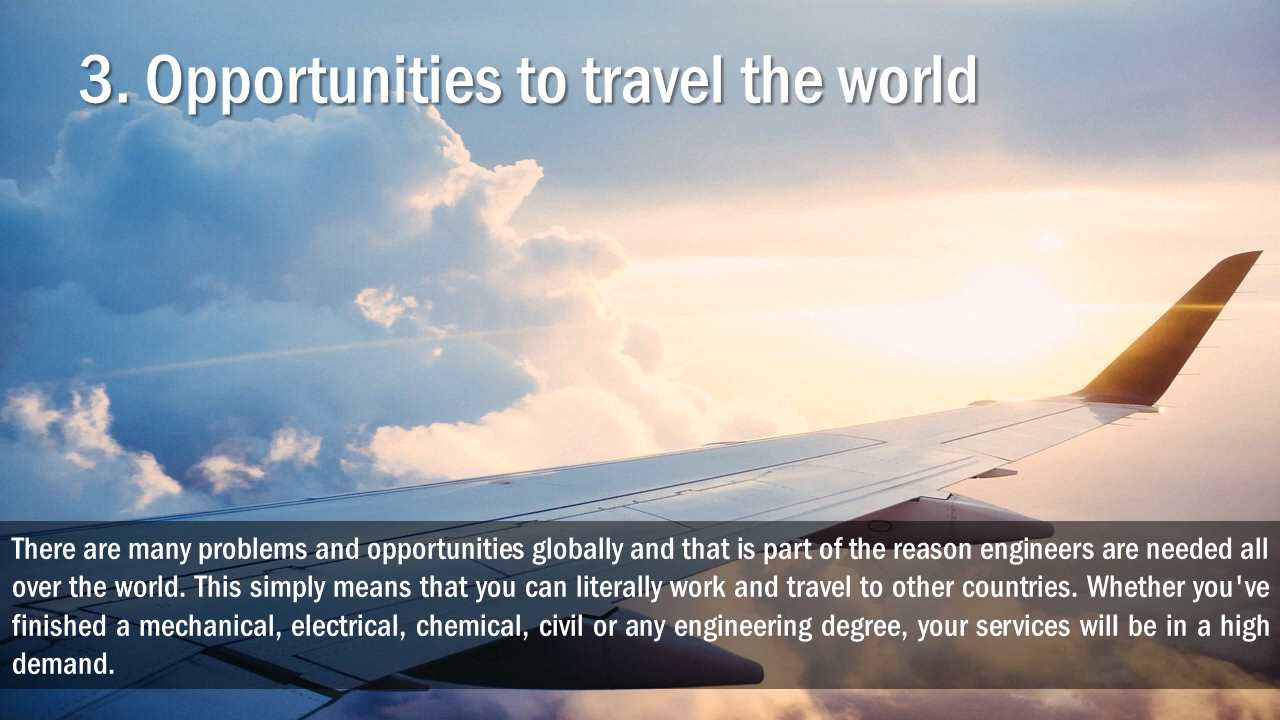 3. Opportunities to travel the world
There are many problems and opportunities globally and that is part of the reason engineers are needed all
over the world. This simply means that you can literally work and travel to other countries. Whether you've
finished a mechanical, electrical, chemical, civil or any engineering degree, your services will be in a high
demand.